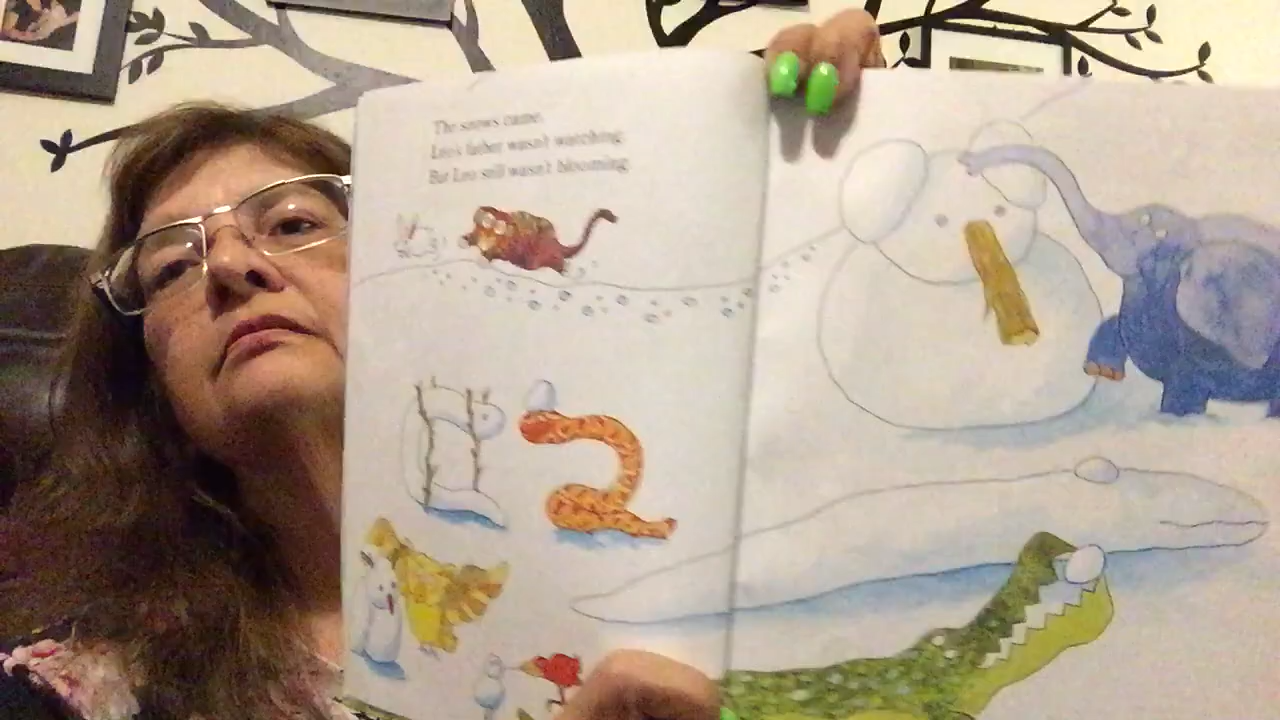 The snows came.
Leo's father wasn't watching.
But Leo still wasn't blooming.